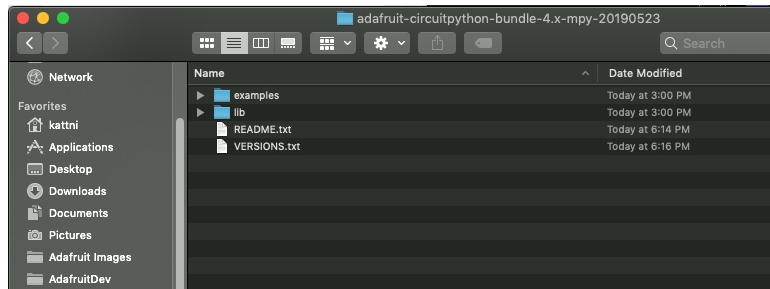 adafruit-circuitpython-bundle-4.x-mpy-20190523
Search
Network
Favorites
kattni
Applications
Desktop
Downloads
Documents
Pictures
Adafruit Images
AdafruitDev
Name Date Modified
examples Today at 3:00 PM
lib Today at 3:00 PM
README.txt Today at 6:14 PM
VERSIONS.txt Today at 6:16 PM